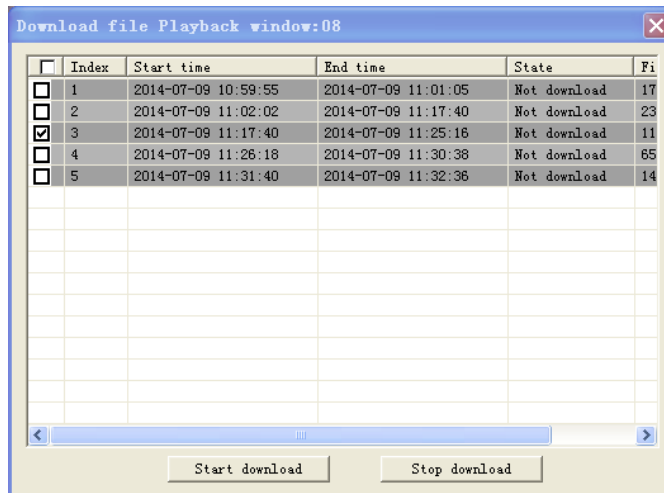 Download file Playback window:08
Index Start time End time State Fi
1 2014-07-09 10:59:55 2014-07-09 11:01:05 Not download 17
2 2014-07-09 11:02:02 2014-07-09 11:17:40 Not download 23
3 2014-07-09 11:17:40 2014-07-09 11:25:16 Not download 11
4 2014-07-09 11:26:18 2014-07-09 11:30:38 Not download 65
5 2014-07-09 11:31:40 2014-07-09 11:32:36 Not download 14
Start download Stop download